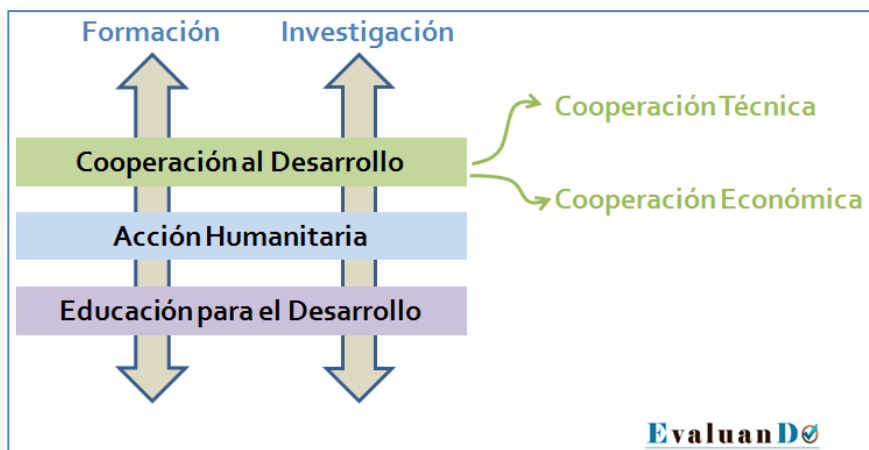 Formación
Investigación
Cooperación Técnica
Cooperación al Desarrollo
Cooperación Económica
Acción Humanitaria
Educación para el Desarrollo
EvaluanDO